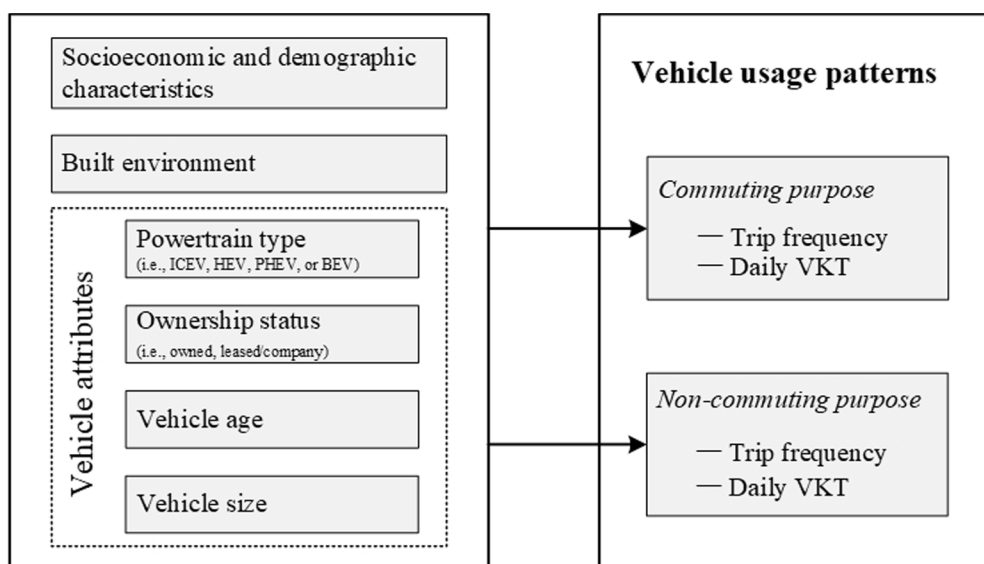 Socioeconomic and demographic
characteristics
Built environment
Vehicle attributes
Powertrain type
(i.e., ICEV, HEV, PHEV, or BEV)
Ownership status
(i.e., owned, leased/company)
Vehicle age
Vehicle size
Vehicle usage patterns
Commuting purpose
— Trip frequency
— Daily VKT
Non-commuting purpose
— Trip frequency
— Daily VKT